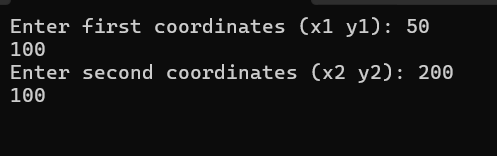 Enter first coordinates (x1 y1): 50
100
Enter second coordinates (x2 y2): 200
100